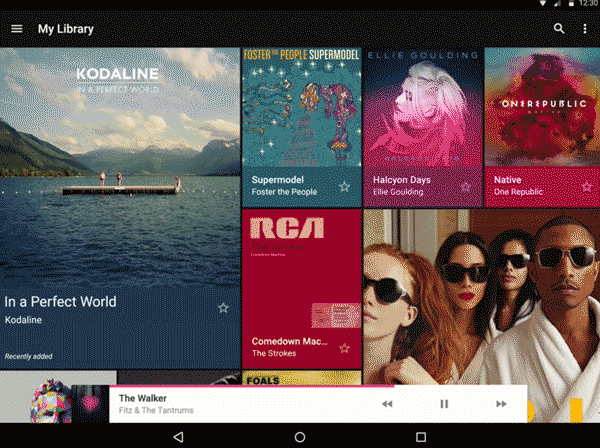 12:30
My Library
KODALINE
IN A PERFECT WORLD
In a Perfect World
Kodaline
Recently added
FOSTER THE PEOPLE SUPERMODEL
Supermodel
Foster the People
ELLIE GOULDING
Halcyon Days
Ellie Goulding
ONEREPUBLIC
NATIVE
Native
One Republic
RCA
Comedown Mac...
The Strokes
FOALS
The Walker
Fitz & The Tantrums